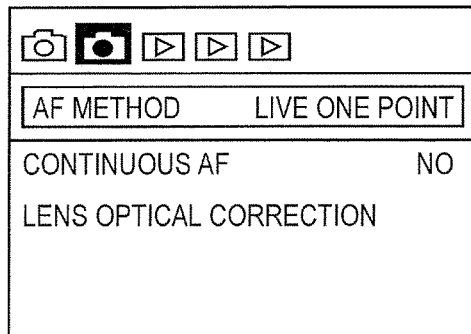 AF METHOD LIVE ONE POINT
CONTINUOUS AF NO
LENS OPTICAL CORRECTION